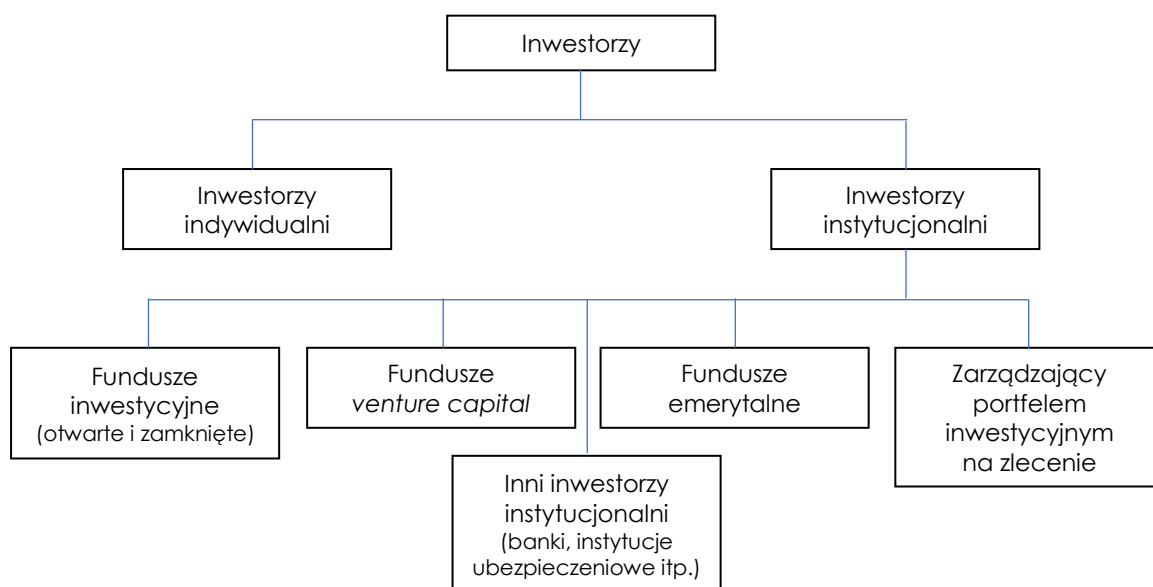 Inwestorzy
Inwestorzy
indywidualni
Inwestorzy
instytucjonalni
Fundusze
inwestycyjne
(otwarte i zamknięte)
Fundusze
venture capital
Fundusze
emerytalne
Zarządzający
portfelem
inwestycyjnym
na zlecenie
Inni inwestorzy
instytucjonalni
(banki, instytucje
ubezpieczeniowe itp.)